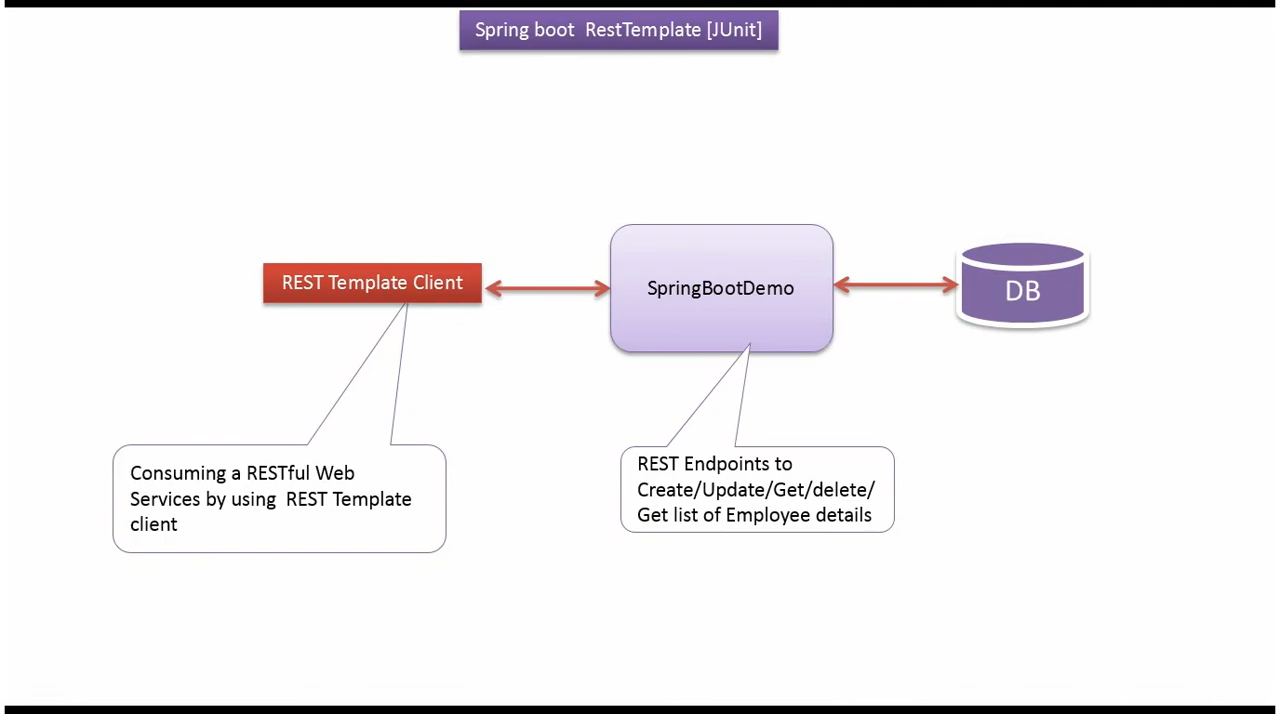 Spring boot  RestTemplate [JUnit]
REST Template Client
SpringBootDemo
DB
Consuming a RESTful Web
Services by using  REST Template
client
REST Endpoints to
Create/Update/Get/delete/
Get list of Employee details